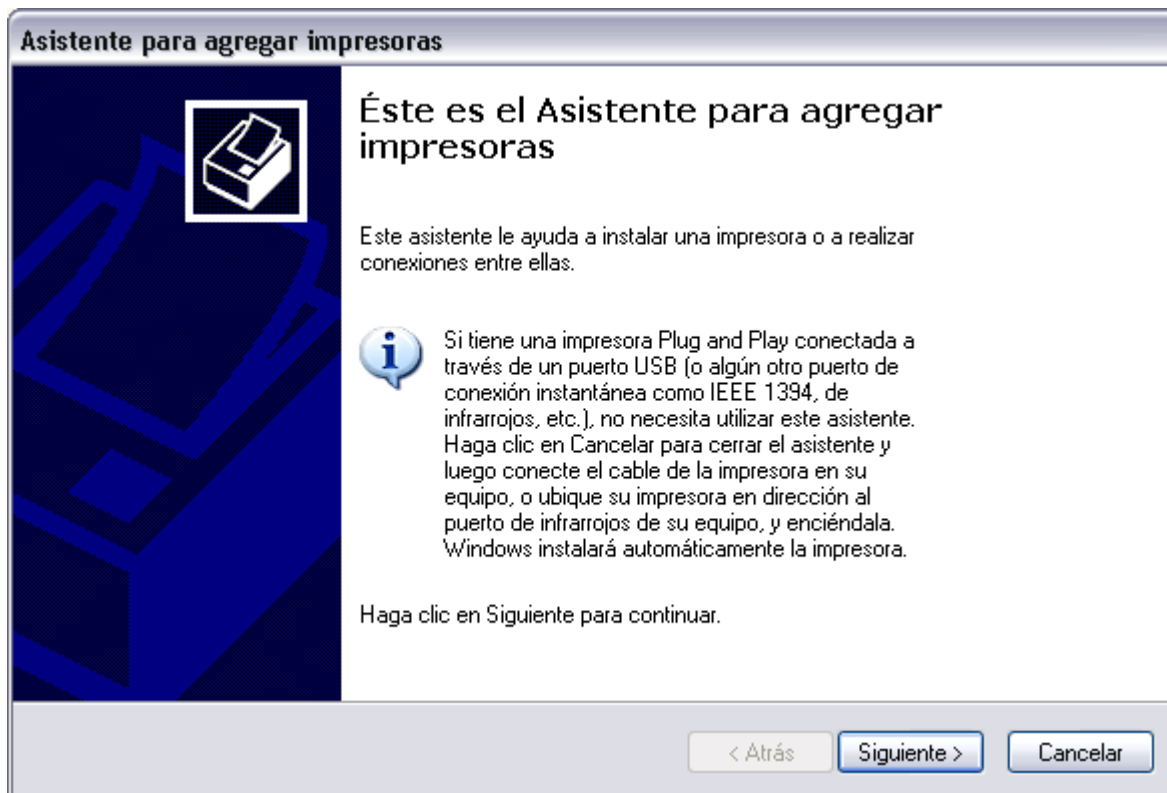 Asistente para agregar impresoras
Éste es el Asistente para agregar
impresoras
Este asistente le ayuda a instalar una impresora o a realizar
conexiones entre ellas.
Si tiene una impresora Plug and Play conectada a
través de un puerto USB (o algún otro puerto de
conexión instantánea como IEEE 1394, de
infrarrojos, etc.), no necesita utilizar este asistente.
Haga clic en Cancelar para cerrar el asistente y
luego conecte el cable de la impresora en su
equipo, o ubique su impresora en dirección al
puerto de infrarrojos de su equipo, y enciéndala.
Windows instalará automáticamente la impresora.
Haga clic en Siguiente para continuar.
< Atrás Siguiente > Cancelar